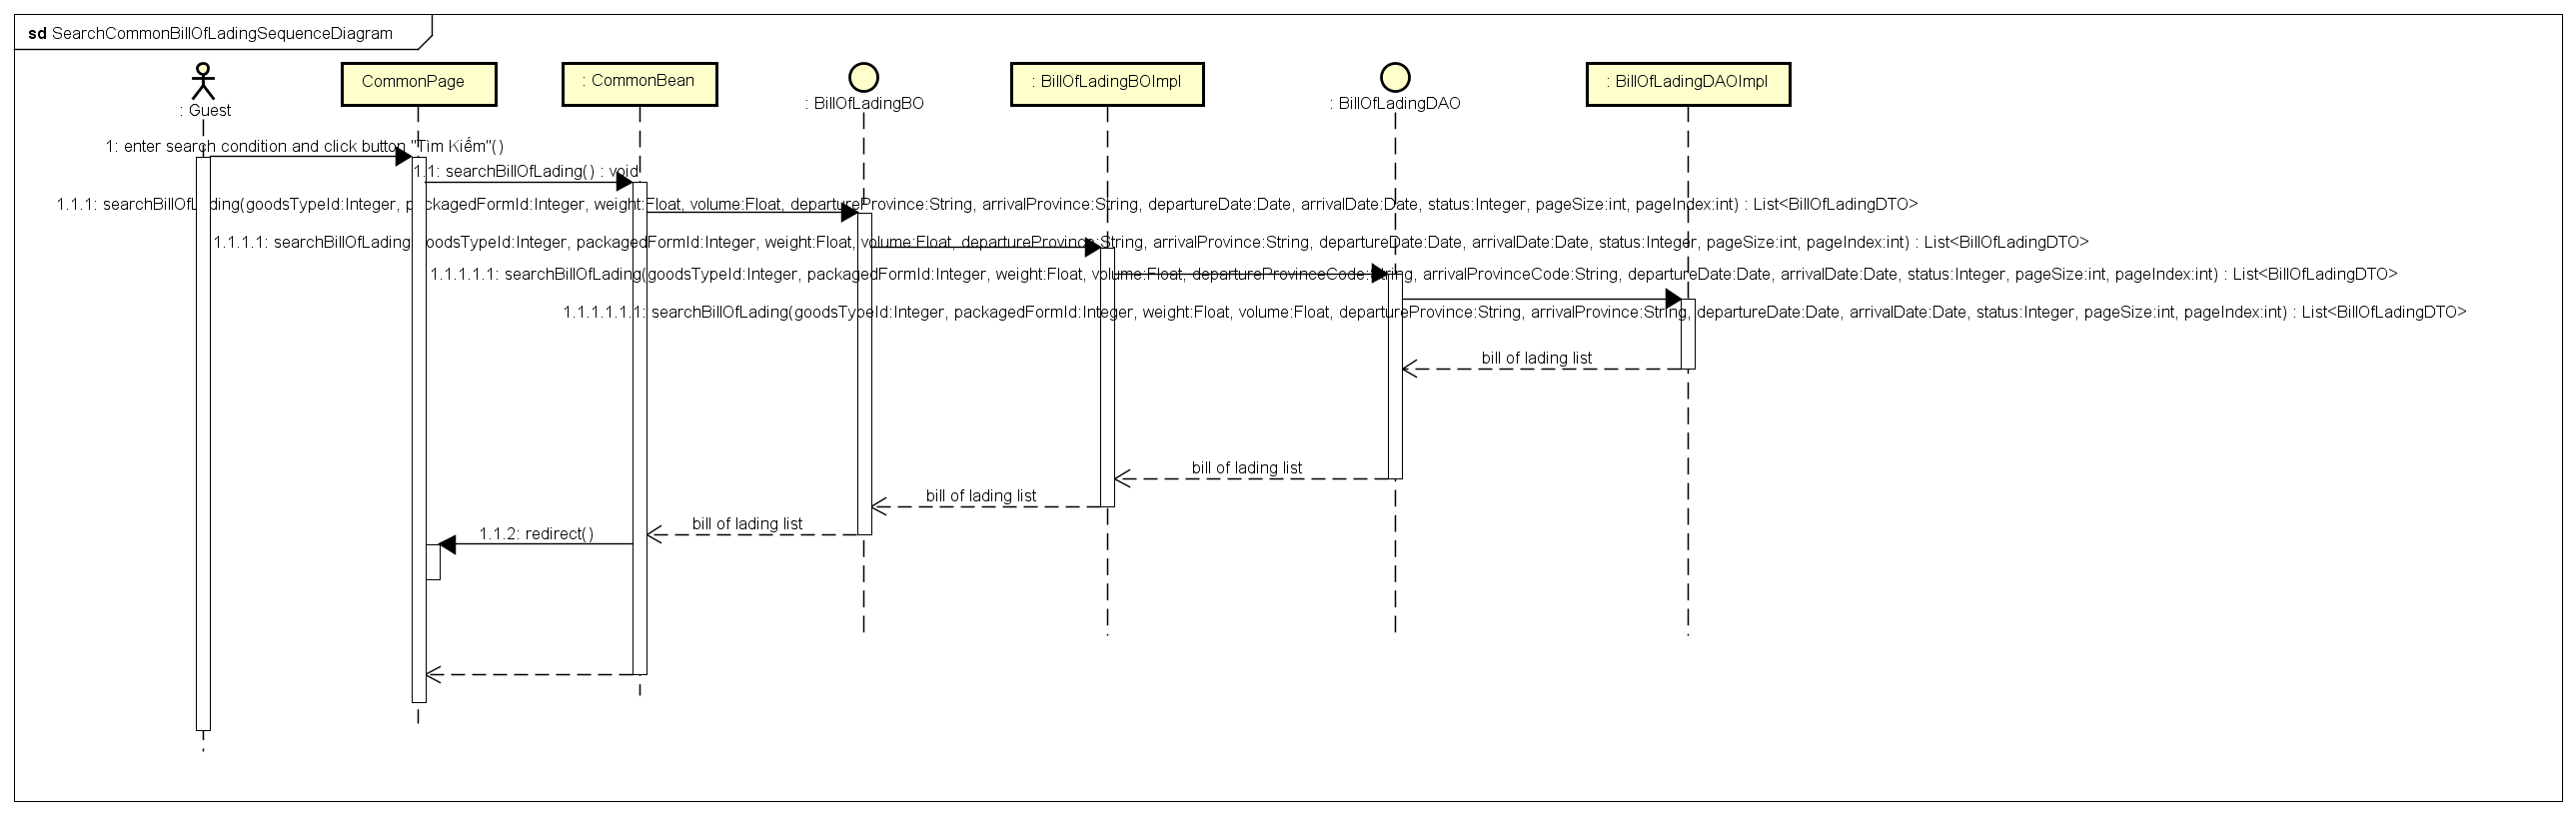 sd SearchCommonBillOfLadingSequenceDiagram
: Guest
CommonPage
: CommonBean
: BillOfLadingBO
: BillOfLadingBOImpl
: BillOfLadingDAO
: BillOfLadingDAOImpl
1: enter search condition and click button "Tìm Kiếm"()
1.1: searchBillOfLading() : void
1.1.1: searchBillOfLading(goodsTypeId:Integer, packagedFormId:Integer, weight:Float, volume:Float, departureProvince:String, arrivalProvince:String, departureDate:Date, arrivalDate:Date, status:Integer, pageSize:int, pageIndex:int) : List<BillOfLadingDTO>
1.1.1.1: searchBillOfLading(goodsTypeId:Integer, packagedFormId:Integer, weight:Float, volume:Float, departureProvince:String, arrivalProvince:String, departureDate:Date, arrivalDate:Date, status:Integer, pageSize:int, pageIndex:int) : List<BillOfLadingDTO>
1.1.1.1.1: searchBillOfLading(goodsTypeId:Integer, packagedFormId:Integer, weight:Float, volume:Float, departureProvinceCode:String, arrivalProvinceCode:String, departureDate:Date, arrivalDate:Date, status:Integer, pageSize:int, pageIndex:int) : List<BillOfLadingDTO>
1.1.1.1.1.1: searchBillOfLading(goodsTypeId:Integer, packagedFormId:Integer, weight:Float, volume:Float, departureProvince:String, arrivalProvince:String, departureDate:Date, arrivalDate:Date, status:Integer, pageSize:int, pageIndex:int) : List<BillOfLadingDTO>
bill of lading list
bill of lading list
bill of lading list
bill of lading list
1.1.2: redirect()